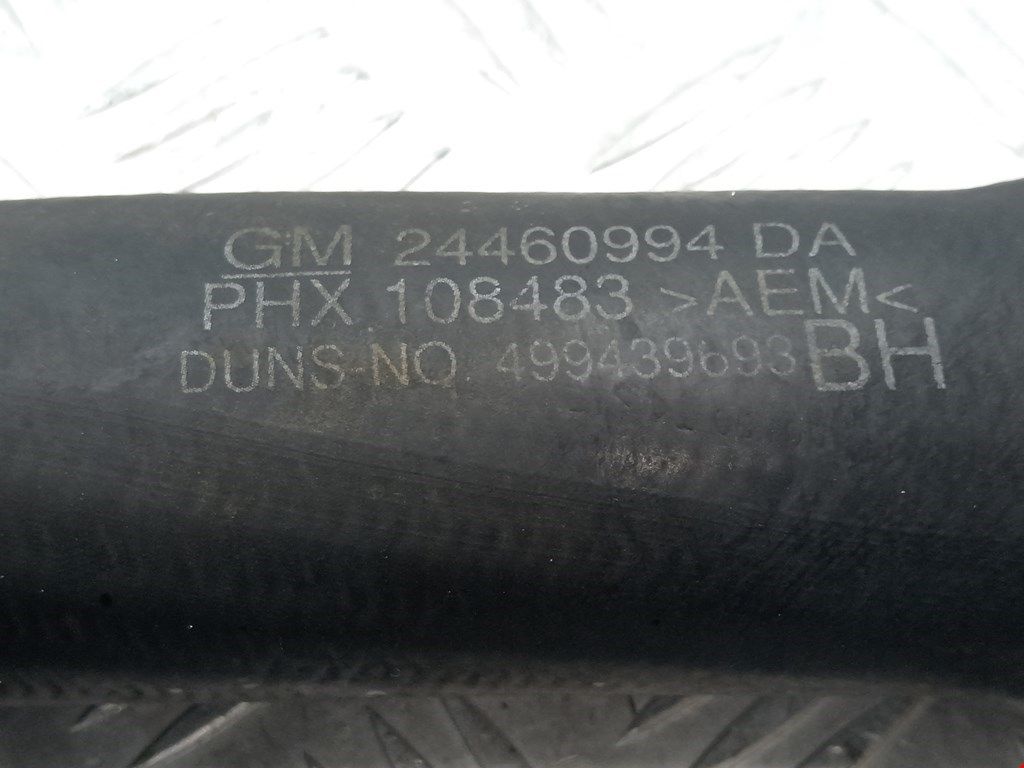 GM 24460994 DA
PHX 108483 >AEM<
DUNS-NO 499439693 BH